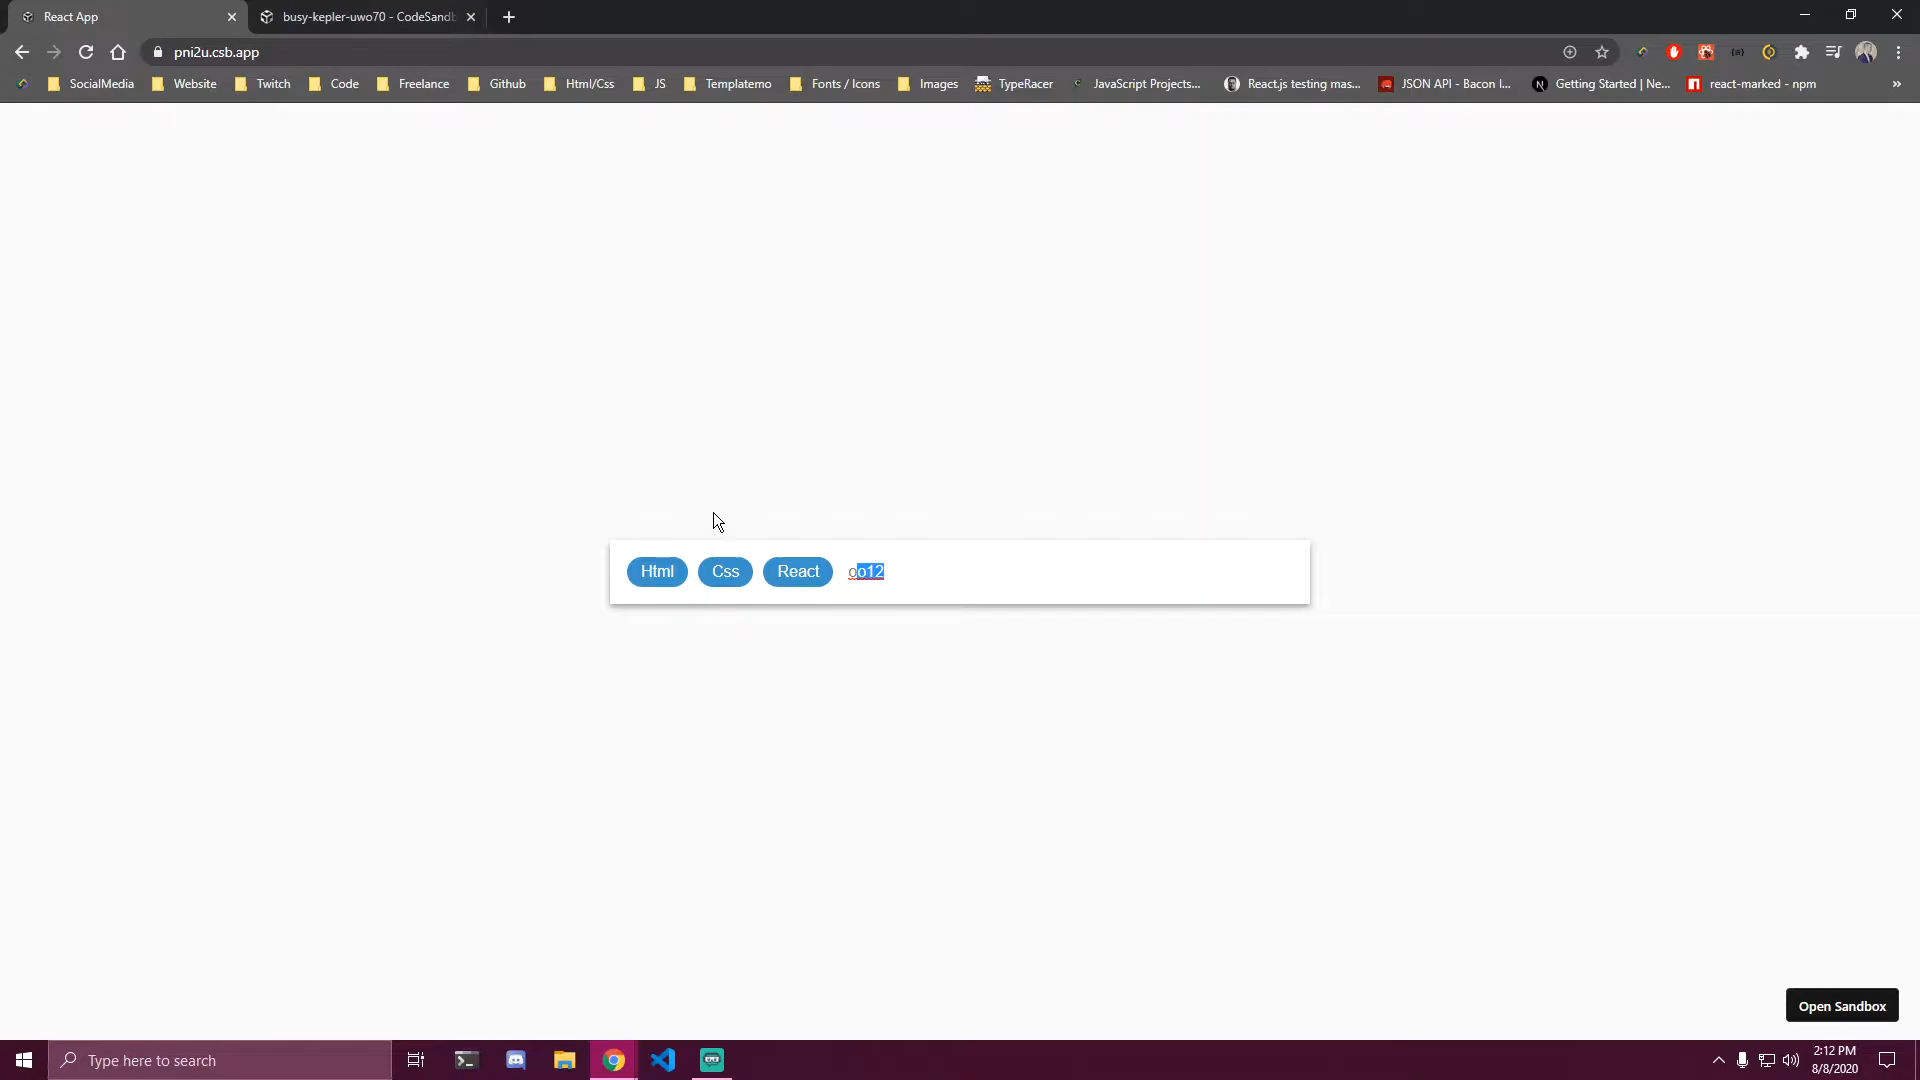 React App
busy-kepler-uwo70 - CodeSandb
pni2u.csb.app
SocialMedia Website Twitch Code Freelance Github Html/Css JS Templatemo Fonts / Icons Images TypeRacer JavaScript Projects... React.js testing mas... JSON API - Bacon I... Getting Started | Ne... react-marked - npm »
Html Css React oo12
Open Sandbox
Type here to search
2:12 PM
8/8/2020